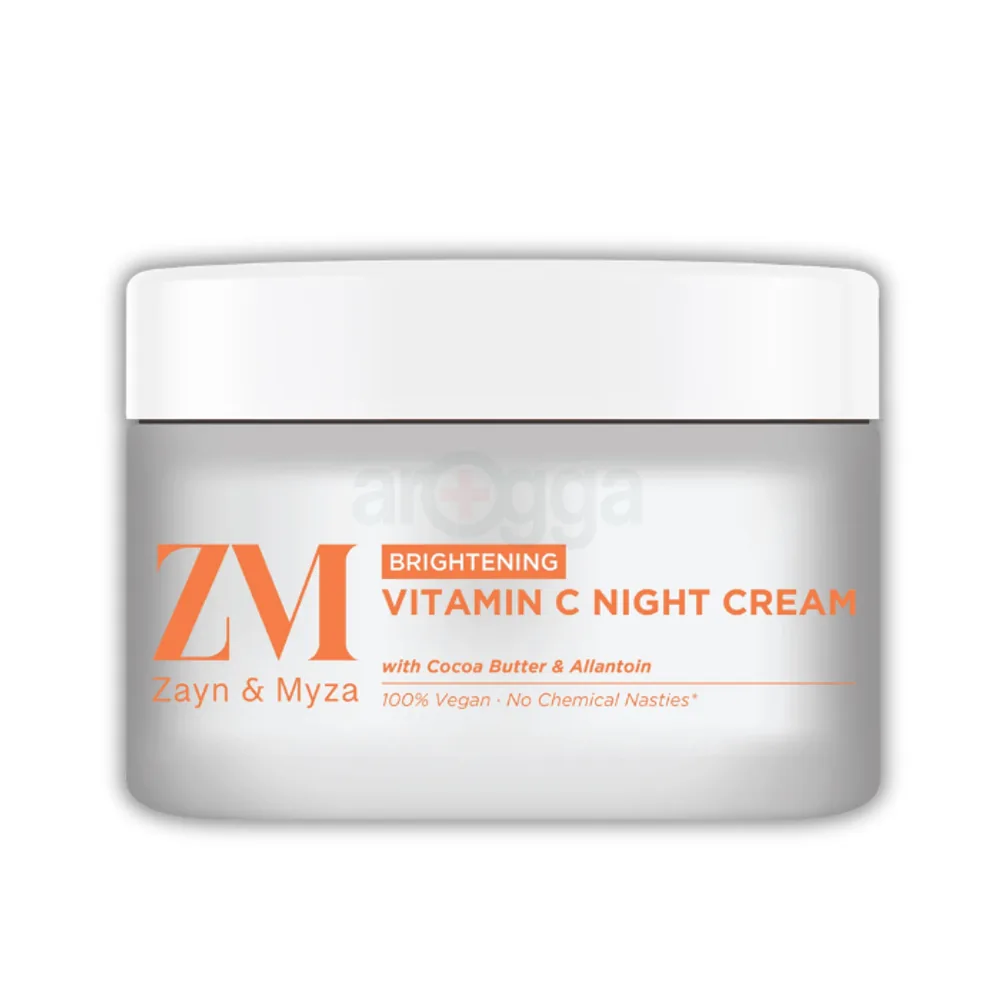 arogga
BRIGHTENING
VITAMIN C NIGHT CREAM
ZM
Zayn & Myza
with Cocoa Butter & Allantoin
100% Vegan · No Chemical Nasties*